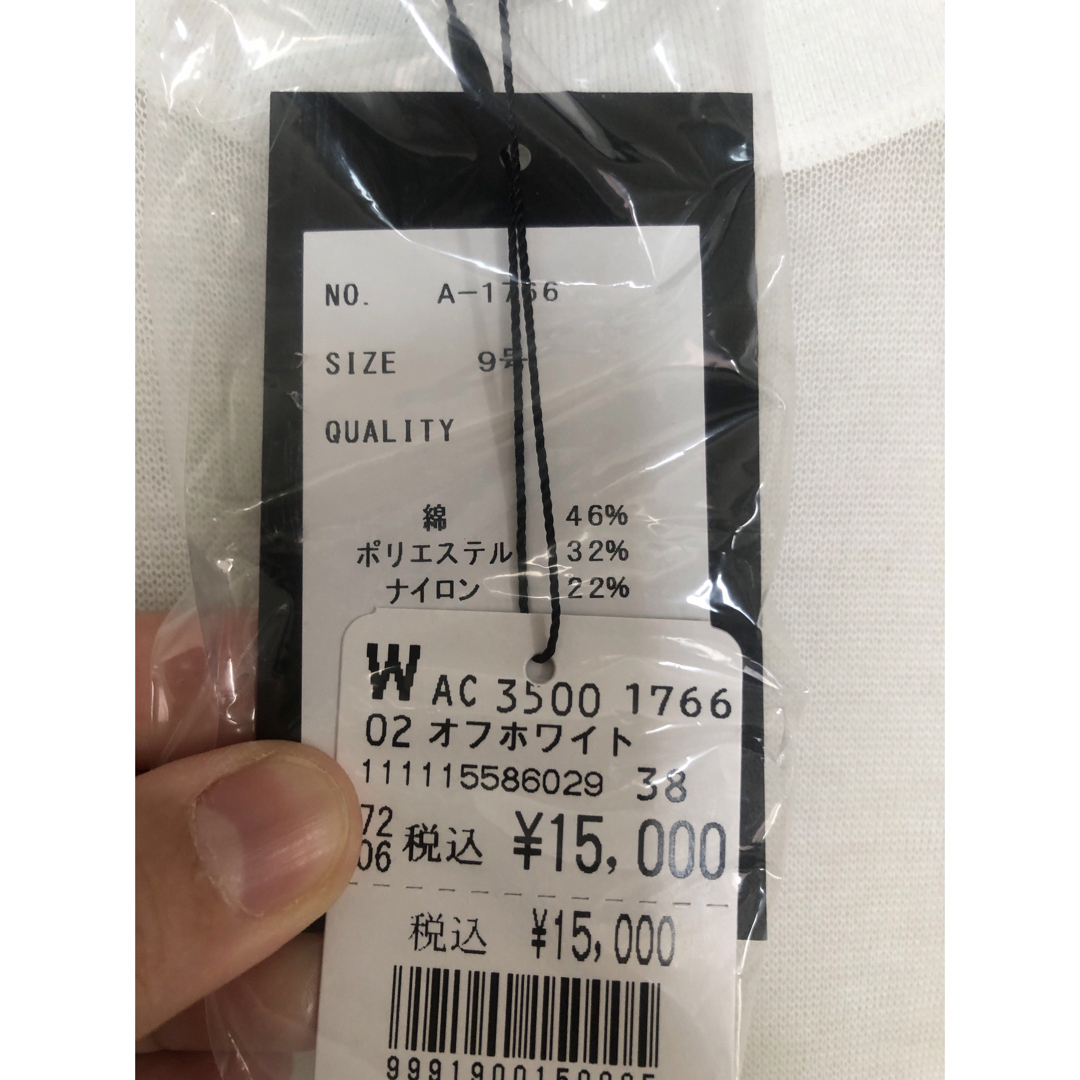 NO. A-1766
SIZE 9号
QUALITY
綿 46%
ポリエステル 32%
ナイロン 22%
W AC 3500 1766
02 オフホワイト
111115586029 38
72
06 税込 ¥15,000
税込 ¥15,000